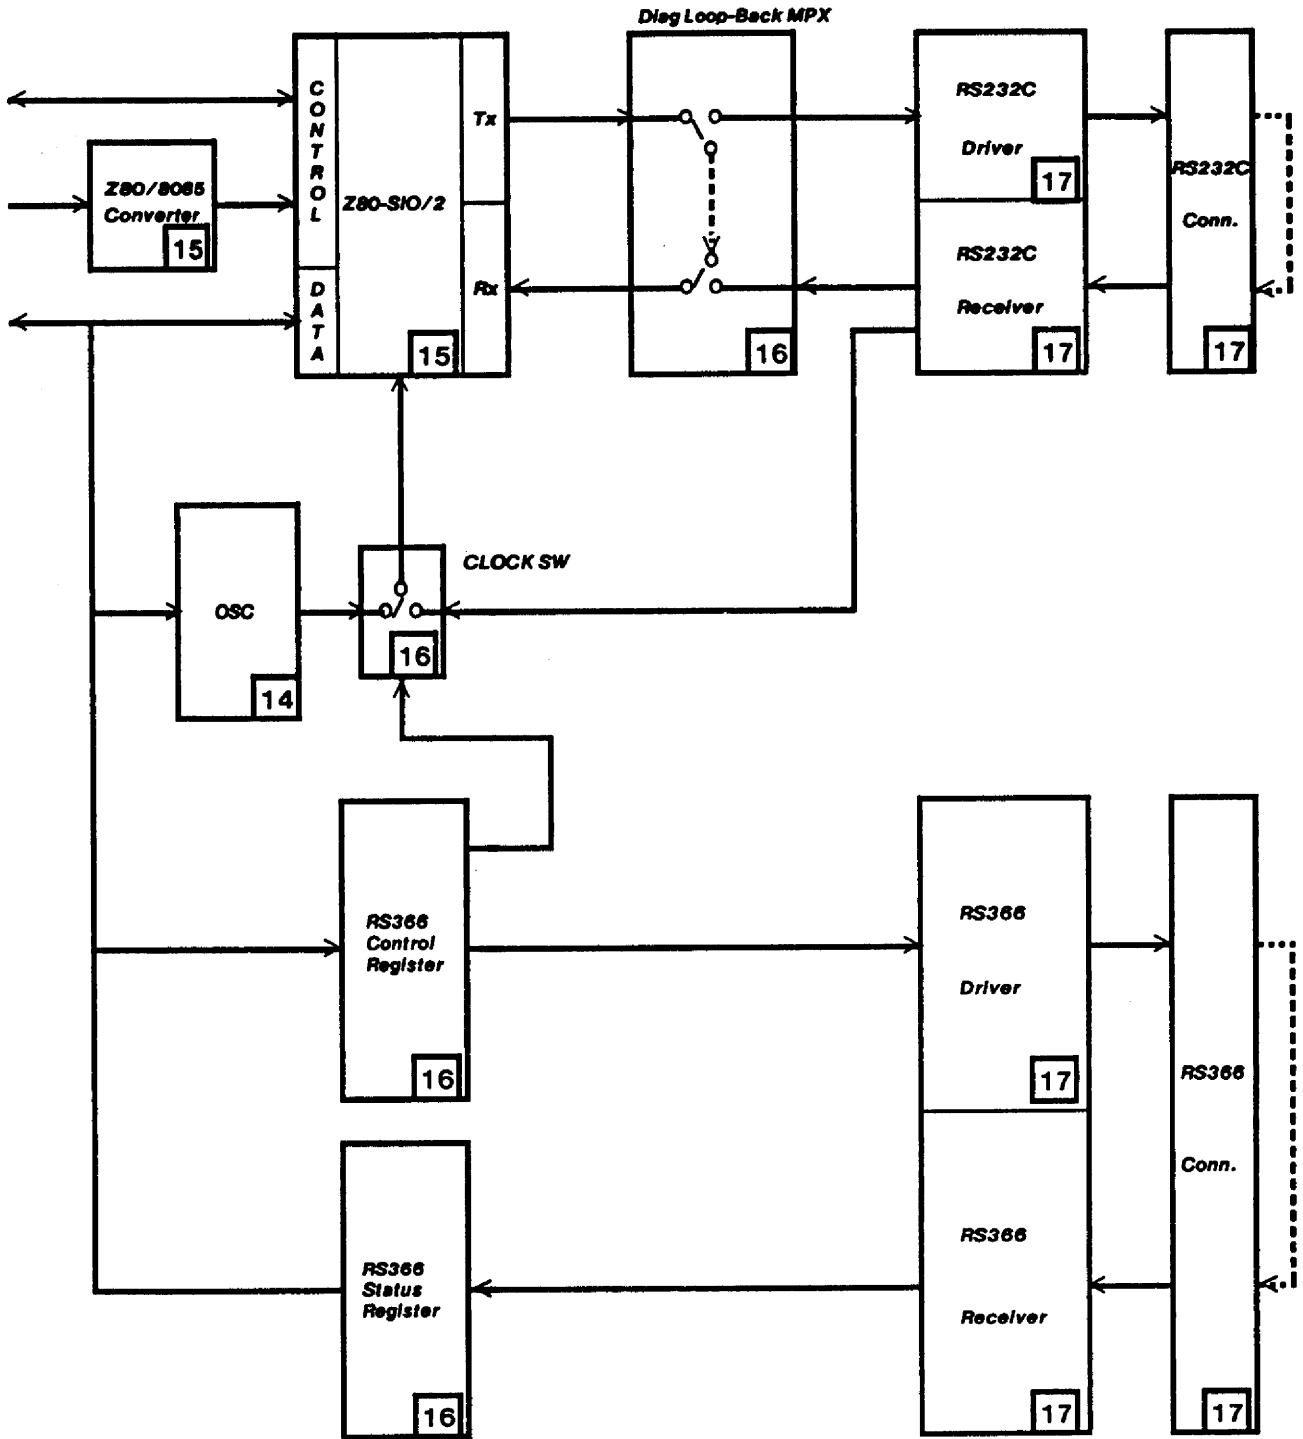 Diag Loop-Back MPX
CONTROL
DATA
Z80-SIO/2
15
Tx
Rx
Z80/8085
Converter
15
16
RS232C
Driver
17
RS232C
Receiver
17
RS232C
Conn.
17
OSC
14
CLOCK SW
16
RS366
Control
Register
16
RS366
Status
Register
16
RS366
Driver
17
RS366
Receiver
17
RS366
Conn.
17